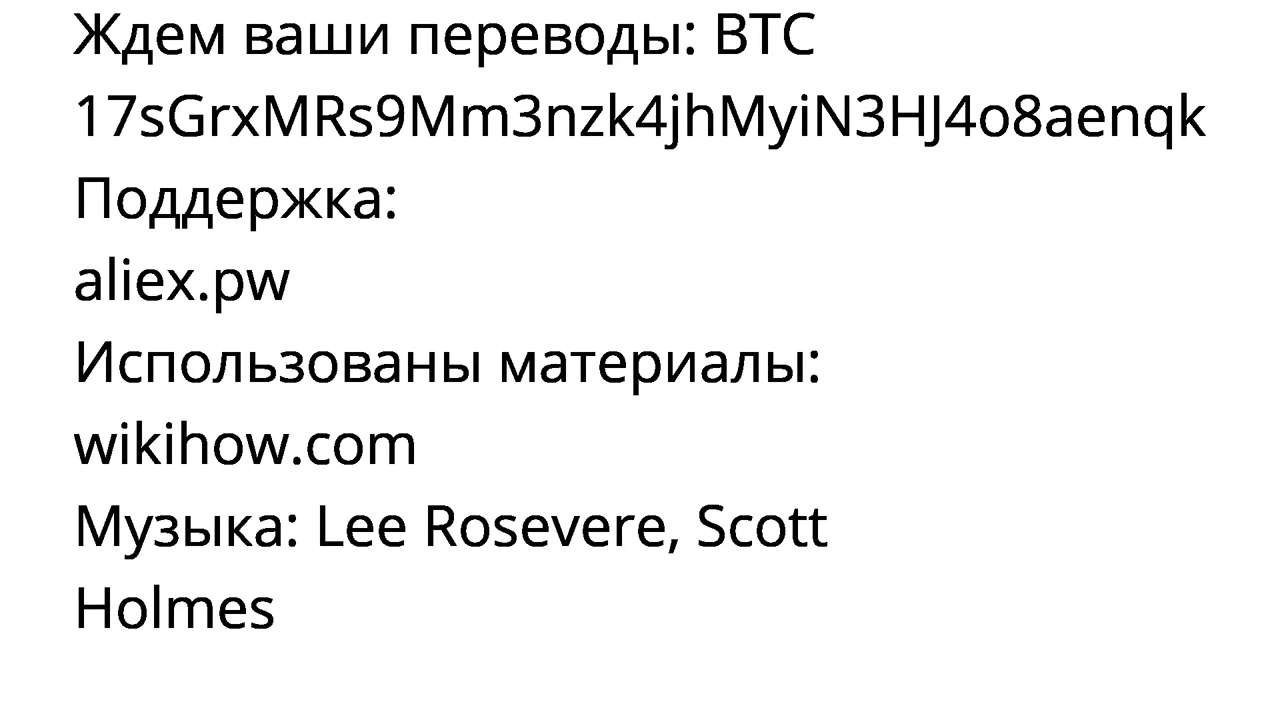 Ждем ваши переводы: BTC
17sGrxMRs9Mm3nzk4jhMyiN3HJ4o8aenqk
Поддержка:
aliex.pw
Использованы материалы:
wikihow.com
Музыка: Lee Rosevere, Scott
Holmes